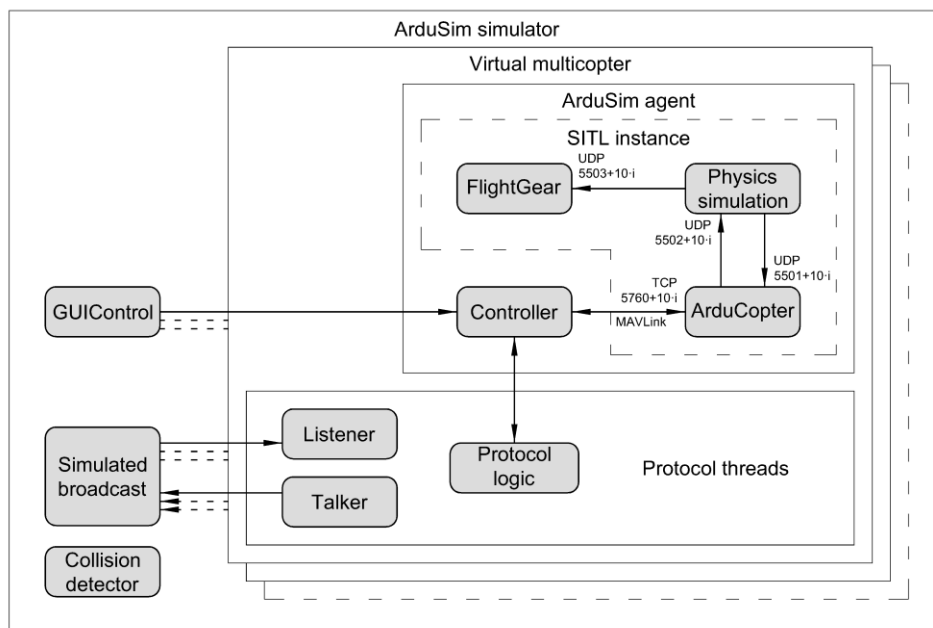 ArduSim simulator
Virtual multicopter
ArduSim agent
SITL instance
FlightGear
UDP
5503+10·i
Physics
simulation
UDP
5502+10·i
UDP
5501+10·i
GUIControl
Controller
TCP
5760+10·i
MAVLink
ArduCopter
Simulated
broadcast
Listener
Talker
Protocol
logic
Protocol threads
Collision
detector